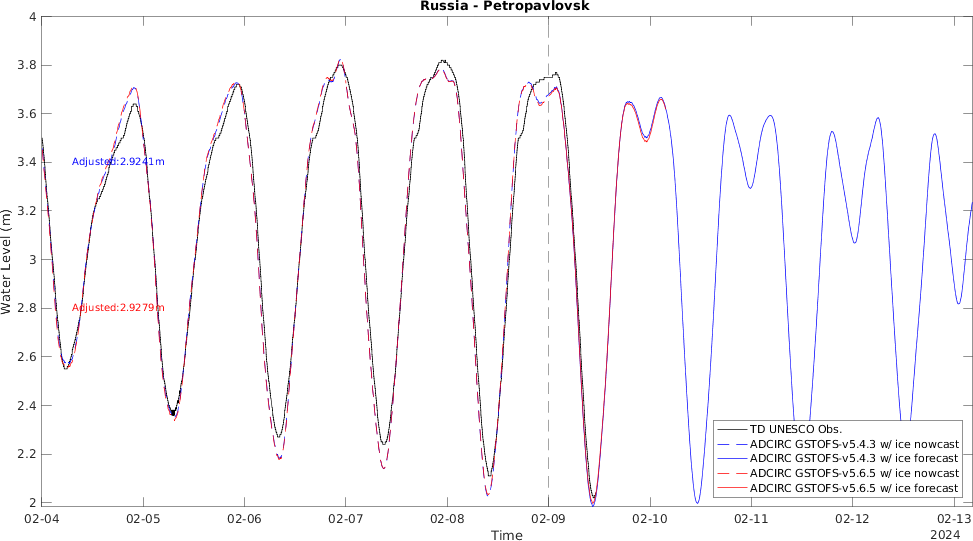 Russia - Petropavlovsk
4
3.8
3.6
3.4
3.2
3
2.8
2.6
2.4
2.2
2
Water Level (m)
Adjusted:2.9241m
Adjusted:2.9279m
TD UNESCO Obs.
ADCIRC GSTOFS-v5.4.3 w/ ice nowcast
ADCIRC GSTOFS-v5.4.3 w/ ice forecast
ADCIRC GSTOFS-v5.6.5 w/ ice nowcast
ADCIRC GSTOFS-v5.6.5 w/ ice forecast
02-04 02-05 02-06 02-07 02-08 02-09 02-10 02-11 02-12 02-13
Time
2024